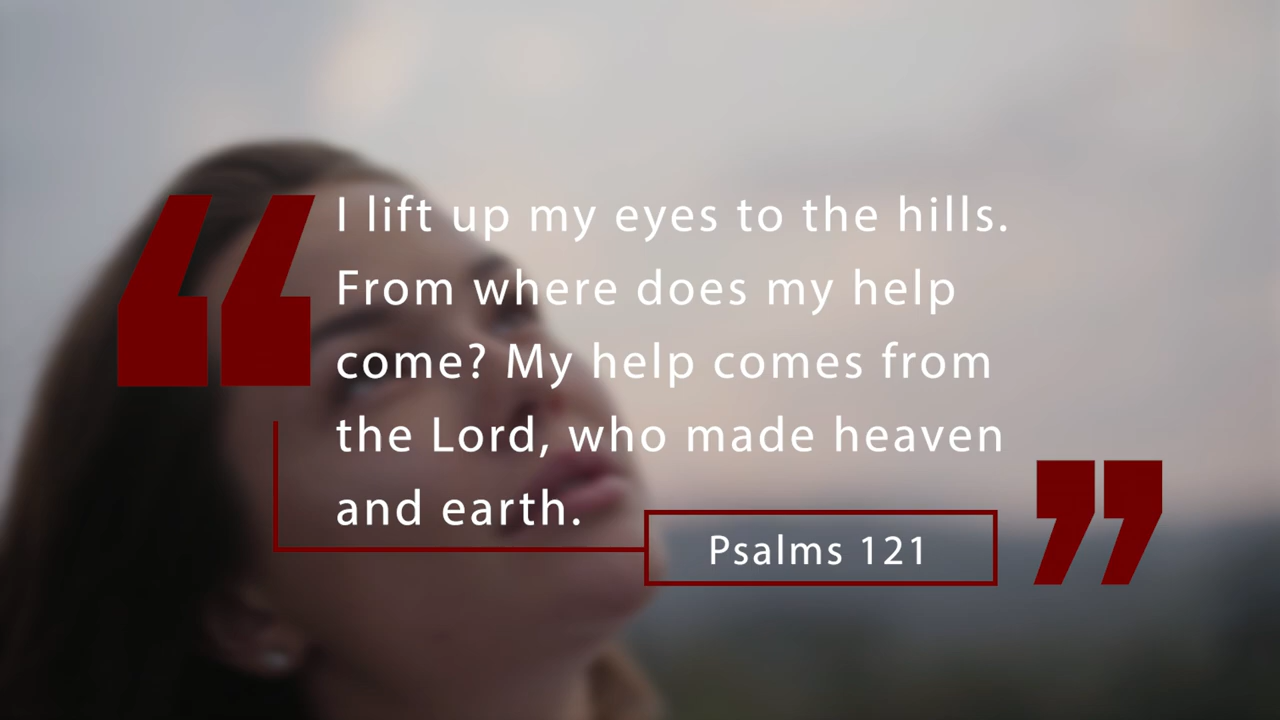 “
I lift up my eyes to the hills.
From where does my help
come? My help comes from
the Lord, who made heaven
and earth.
Psalms 121
”